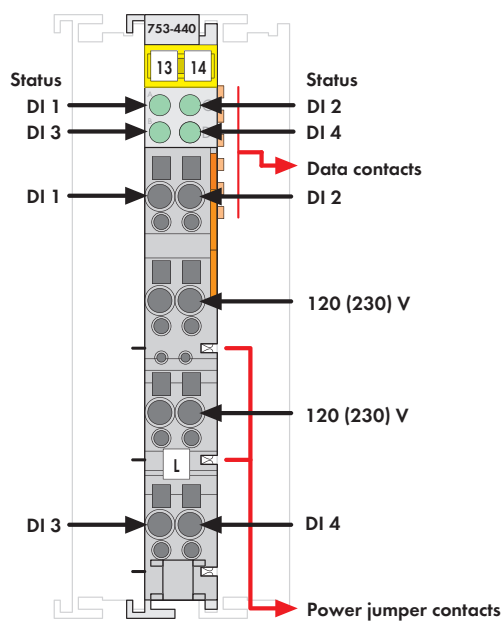 753-440
13 14
Status Status
DI 1 DI 2
DI 3 DI 4
Data contacts
DI 1 DI 2
120 (230) V
120 (230) V
L
DI 3 DI 4
Power jumper contacts